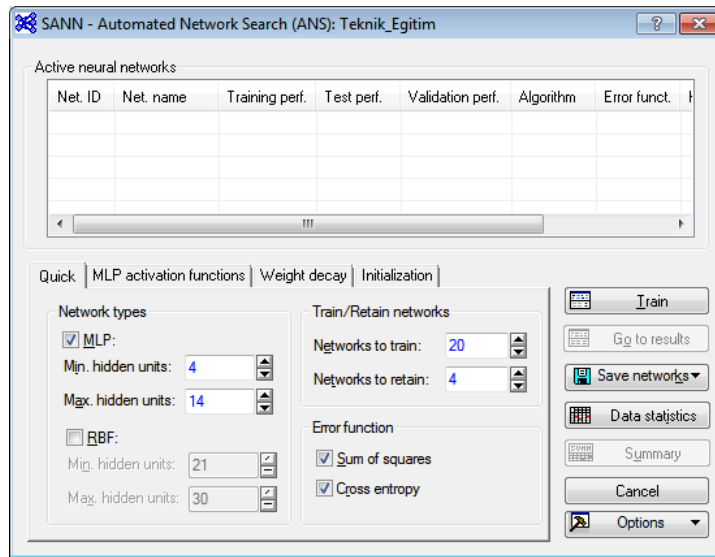 SANN - Automated Network Search (ANS): Teknik_Egitim
Active neural networks
Net. ID Net. name Training perf. Test perf. Validation perf. Algorithm Error funct.
Quick MLP activation functions Weight decay Initialization
Network types
MLP:
Min. hidden units: 4
Max. hidden units: 14
RBF:
Min. hidden units: 21
Max. hidden units: 30
Train/Retain networks
Networks to train: 20
Networks to retain: 4
Error function
Sum of squares
Cross entropy
Train
Go to results
Save networks
Data statistics
Summary
Cancel
Options